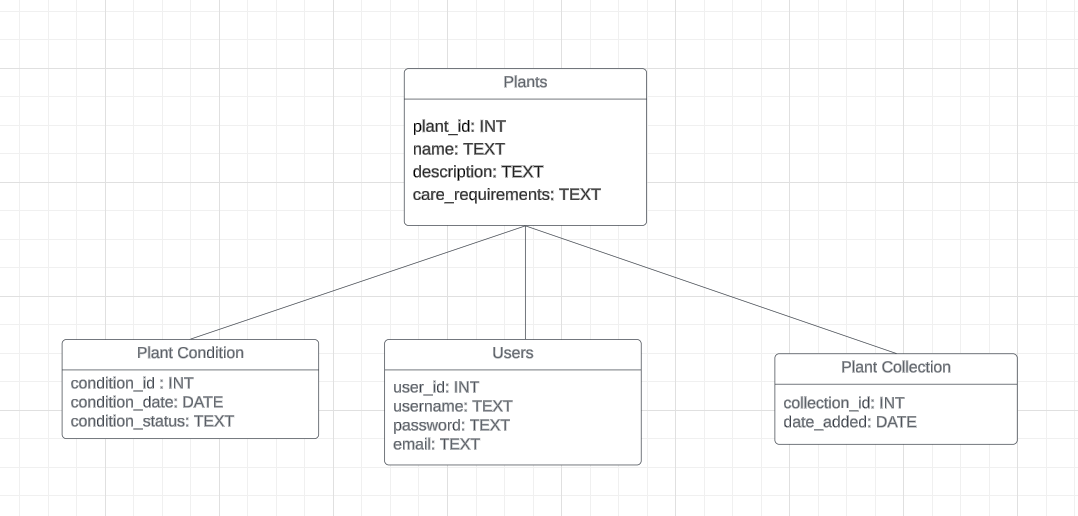 Plants
plant_id: INT
name: TEXT
description: TEXT
care_requirements: TEXT
Plant Condition
condition_id : INT
condition_date: DATE
condition_status: TEXT
Users
user_id: INT
username: TEXT
password: TEXT
email: TEXT
Plant Collection
collection_id: INT
date_added: DATE